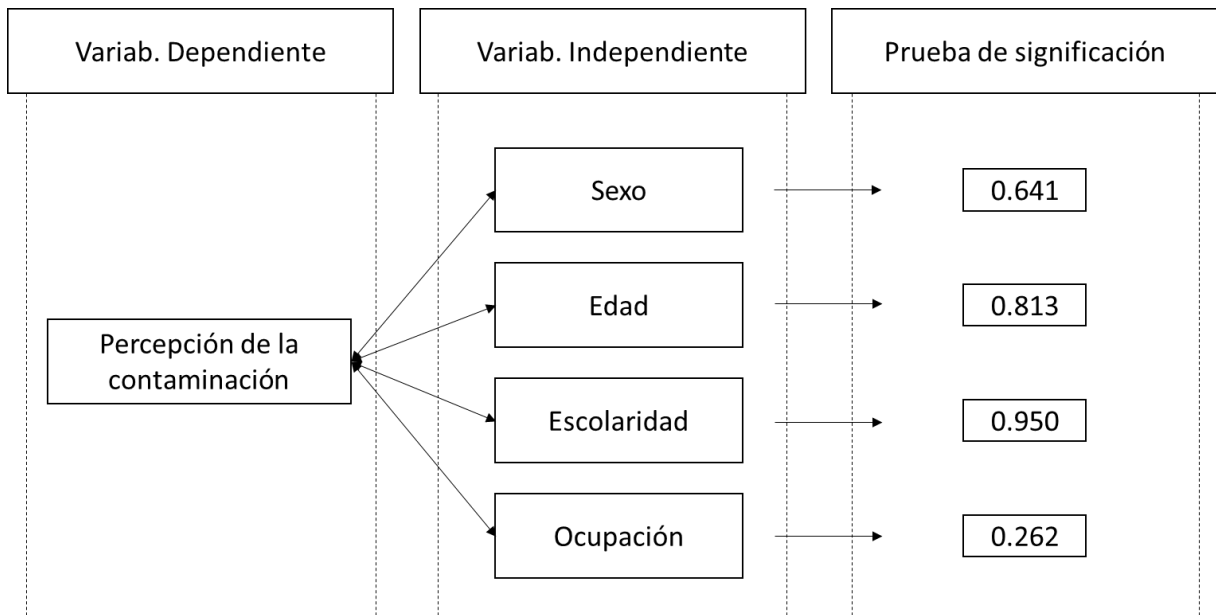 Variab. Dependiente
Variab. Independiente
Prueba de significación
Sexo
0.641
Edad
0.813
Percepción de la
contaminación
Escolaridad
0.950
Ocupación
0.262